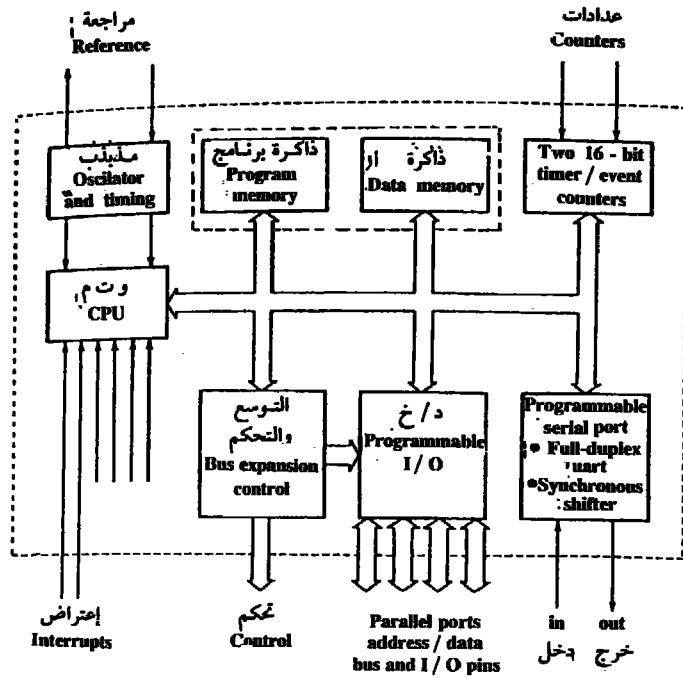 مراجعة
Reference
عدادات
Counters
مذبذب
Oscilator
and timing
ذاكرة برنامج
Program
memory
ذاكرة
Data memory
Two 16 - bit
timer / event
counters
و ت م
CPU
التوسع
والتحكم
Bus expansion
control
د / خ
Programmable
I / O
Programmable
serial port
• Full-duplex
uart
• Synchronous
shifter
إعتراض
Interrupts
تحكم
Control
Parallel ports
address / data
bus and I / O pins
in
دخل
out
خرج